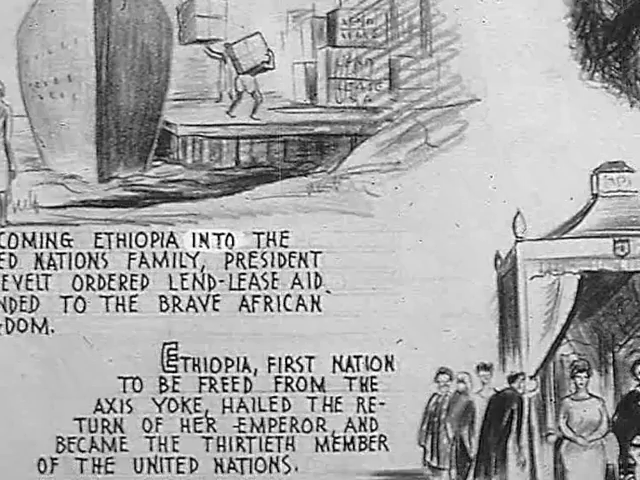 COMING ETHIOPIA INTO THE
ED NATIONS FAMILY, PRESIDENT
EVELT ORDERED LEND-LEASE AID
NDED TO THE BRAVE AFRICAN
DOM.
ETHIOPIA, FIRST NATION
TO BE FREED FROM THE
AXIS YOKE, HAILED THE RE-
TURN OF HER EMPEROR, AND
BECAME THE THIRTIETH MEMBER
OF THE UNITED NATIONS.